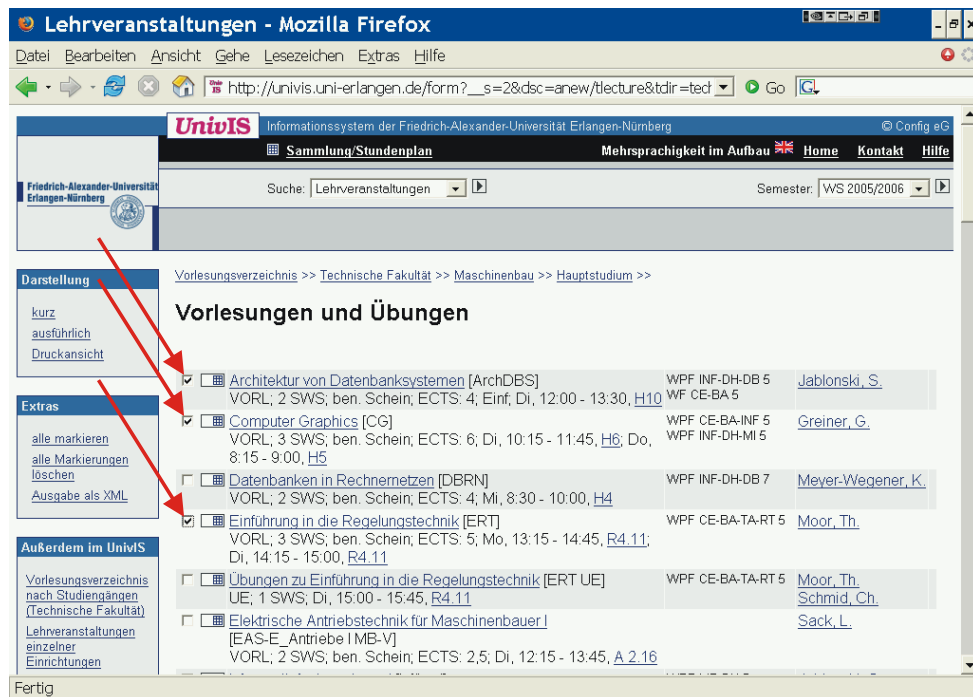 Lehrveranstaltungen - Mozilla Firefox
Datei Bearbeiten Ansicht Gehe Lesezeichen Extras Hilfe
http://univis.uni-erlangen.de/form?__s=2&dsc=anew/tlecture&tdir=tech Go G
UnivIS Informationssystem der Friedrich-Alexander-Universität Erlangen-Nürnberg © Config eG
Sammlung/Stundenplan Mehrsprachigkeit im Aufbau Home Kontakt Hilfe
Friedrich-Alexander-Universität
Erlangen-Nürnberg
Suche: Lehrveranstaltungen Semester: WS 2005/2006
Darstellung
kurz
ausführlich
Druckansicht
Extras
alle markieren
alle Markierungen
löschen
Ausgabe als XML
Außerdem im UnivIS
Vorlesungsverzeichnis
nach Studiengängen
(Technische Fakultät)
Lehrveranstaltungen
einzelner
Einrichtungen
Vorlesungsverzeichnis >> Technische Fakultät >> Maschinenbau >> Hauptstudium >>
Vorlesungen und Übungen
Architektur von Datenbanksystemen [ArchDBS] WPF INF-DH-DB 5 Jablonski, S.
VORL; 2 SWS; ben. Schein; ECTS: 4; Einf; Di, 12:00 - 13:30, H10 WF CE-BA 5
Computer Graphics [CG] WPF CE-BA-INF 5 Greiner, G.
VORL; 3 SWS; ben. Schein; ECTS: 6; Di, 10:15 - 11:45, H6; Do, WPF INF-DH-MI 5
8:15 - 9:00, H5
Datenbanken in Rechnernetzen [DBRN] WPF INF-DH-DB 7 Meyer-Wegener, K.
VORL; 2 SWS; ben. Schein; ECTS: 4; Mi, 8:30 - 10:00, H4
Einführung in die Regelungstechnik [ERT] WPF CE-BA-TA-RT 5 Moor, Th.
VORL; 3 SWS; ben. Schein; ECTS: 5; Mo, 13:15 - 14:45, R4.11;
Di, 14:15 - 15:00, R4.11
Übungen zu Einführung in die Regelungstechnik [ERT UE] WPF CE-BA-TA-RT 5 Moor, Th.
UE; 1 SWS; Di, 15:00 - 15:45, R4.11 Schmid, Ch.
Elektrische Antriebstechnik für Maschinenbauer I Sack, L.
[EAS-E_Antriebe I MB-V]
VORL; 2 SWS; ben. Schein; ECTS: 2,5; Di, 12:15 - 13:45, A 2.16
Fertig